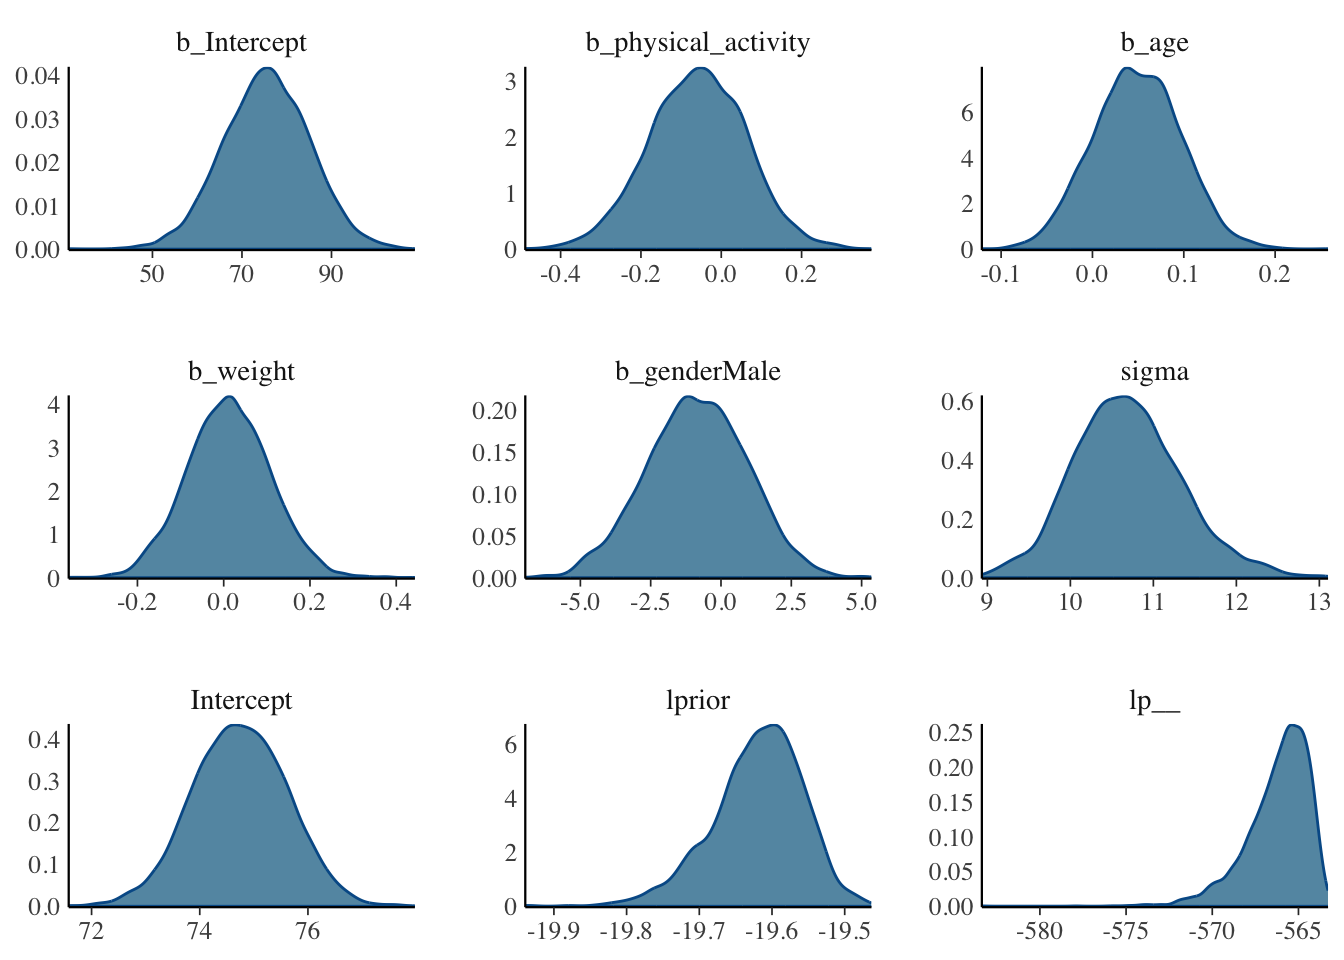 b_Intercept b_physical_activity b_age
0.04 3
0.03 6
2
0.02 4
1
0.01 2
0.00 0 0
50 70 90 -0.4 -0.2 0.0 0.2 -0.1 0.0 0.1 0.2
b_weight b_genderMale sigma
4 0.20 0.6
3 0.15 0.4
2 0.10
1 0.05 0.2
0 0.00 0.0
-0.2 0.0 0.2 0.4 -5.0 -2.5 0.0 2.5 5.0 9 10 11 12 13
Intercept lprior lp__
0.4 6 0.25
0.3 0.20
4 0.15
0.2 0.10
0.1 2 0.05
0.0 0 0.00
72 74 76 -19.9 -19.8 -19.7 -19.6 -19.5 -580 -575 -570 -565